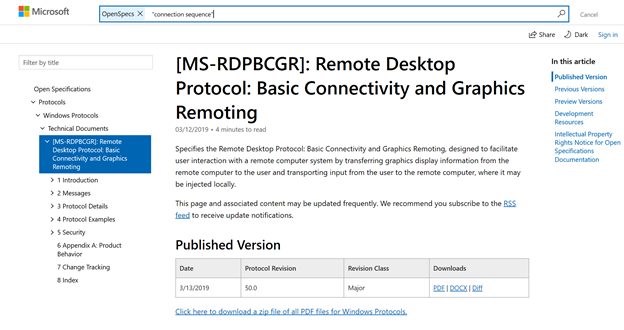 Microsoft
OpenSpecs × "connection sequence"
Cancel
Share Dark Sign in
Filter by title
Open Specifications
Protocols
Windows Protocols
Technical Documents
[MS-RDPBCGR]: Remote
Desktop Protocol: Basic
Connectivity and Graphics
Remoting
1 Introduction
2 Messages
3 Protocol Details
4 Protocol Examples
5 Security
6 Appendix A: Product
Behavior
7 Change Tracking
8 Index
[MS-RDPBCGR]: Remote Desktop
Protocol: Basic Connectivity and Graphics
Remoting
03/12/2019 • 4 minutes to read
Specifies the Remote Desktop Protocol: Basic Connectivity and Graphics Remoting, designed to facilitate
user interaction with a remote computer system by transferring graphics display information from the
remote computer to the user and transporting input from the user to the remote computer, where it may
be injected locally.
This page and associated content may be updated frequently. We recommend you subscribe to the RSS
feed to receive update notifications.
Published Version
Date Protocol Revision Revision Class Downloads
3/13/2019 50.0 Major PDF | DOCX | Diff
Click here to download a zip file of all PDF files for Windows Protocols.
In this article
Published Version
Previous Versions
Preview Versions
Development
Resources
Intellectual Property
Rights Notice for Open
Specifications
Documentation